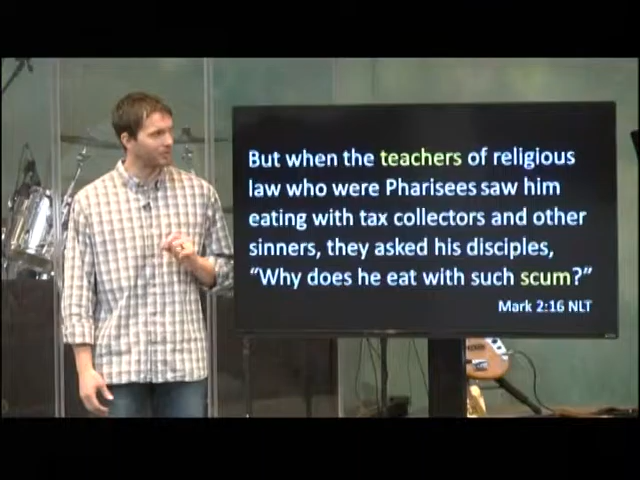 But when the teachers of religious
law who were Pharisees saw him
eating with tax collectors and other
sinners, they asked his disciples,
“Why does he eat with such scum?”
Mark 2:16 NLT